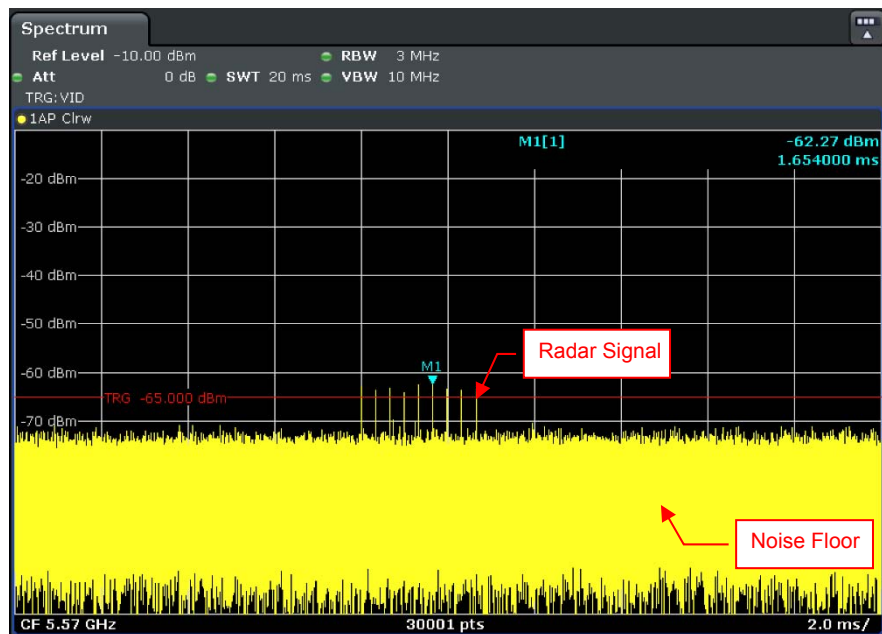 Spectrum
Ref Level -10.00 dBm RBW 3 MHz
Att 0 dB SWT 20 ms VBW 10 MHz
TRG:VID
1AP Clrw
M1[1] -62.27 dBm
1.654000 ms
-20 dBm
-30 dBm
-40 dBm
-50 dBm
Radar Signal
M1
-60 dBm
TRG -65.000 dBm
-70 dBm
Noise Floor
CF 5.57 GHz 30001 pts 2.0 ms/